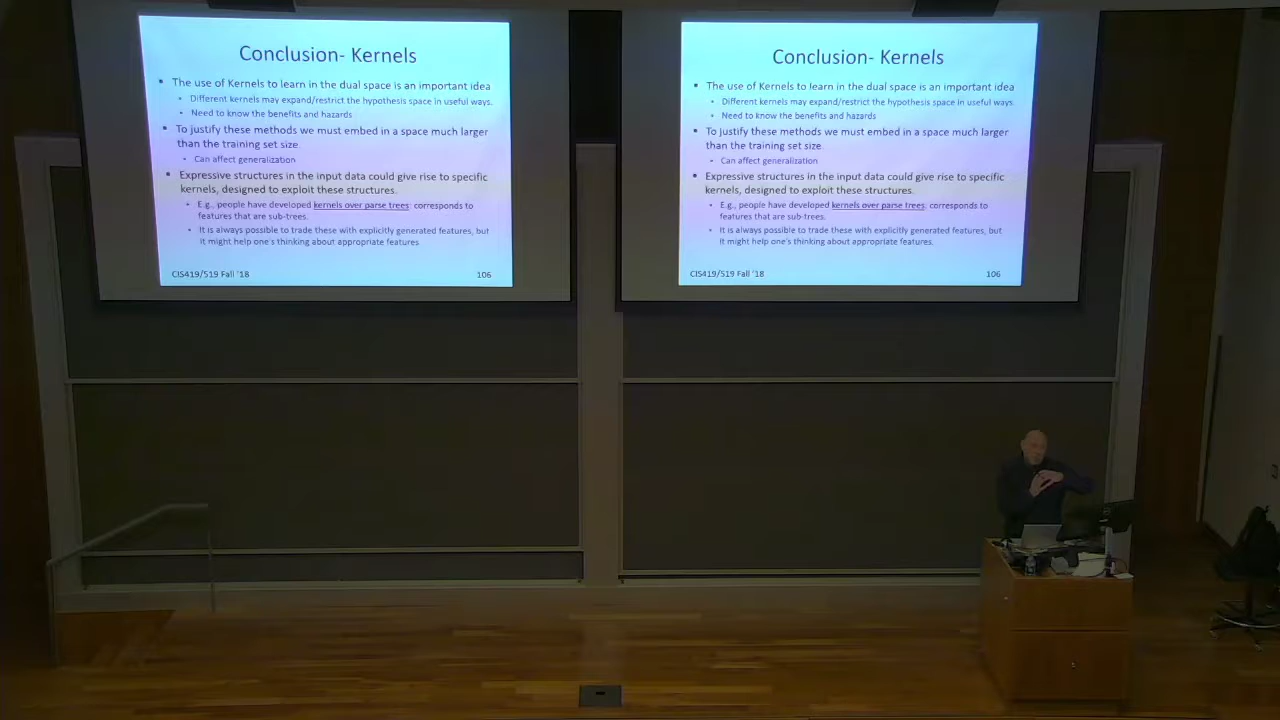 Conclusion- Kernels
▪ The use of Kernels to learn in the dual space is an important idea
▪ Different kernels may expand/restrict the hypothesis space in useful ways.
▪ Need to know the benefits and hazards
▪ To justify these methods we must embed in a space much larger
than the training set size.
▪ Can affect generalization
▪ Expressive structures in the input data could give rise to specific
kernels, designed to exploit these structures.
▪ E.g., people have developed kernels over parse trees: corresponds to
features that are sub-trees.
▪ It is always possible to trade these with explicitly generated features, but
it might help one's thinking about appropriate features
CIS419/519 Fall '18
106
Conclusion- Kernels
▪ The use of Kernels to learn in the dual space is an important idea
▪ Different kernels may expand/restrict the hypothesis space in useful ways.
▪ Need to know the benefits and hazards
▪ To justify these methods we must embed in a space much larger
than the training set size.
▪ Can affect generalization
▪ Expressive structures in the input data could give rise to specific
kernels, designed to exploit these structures.
▪ E.g., people have developed kernels over parse trees: corresponds to
features that are sub-trees.
▪ It is always possible to trade these with explicitly generated features, but
it might help one's thinking about appropriate features.
CIS419/519 Fall '18
106